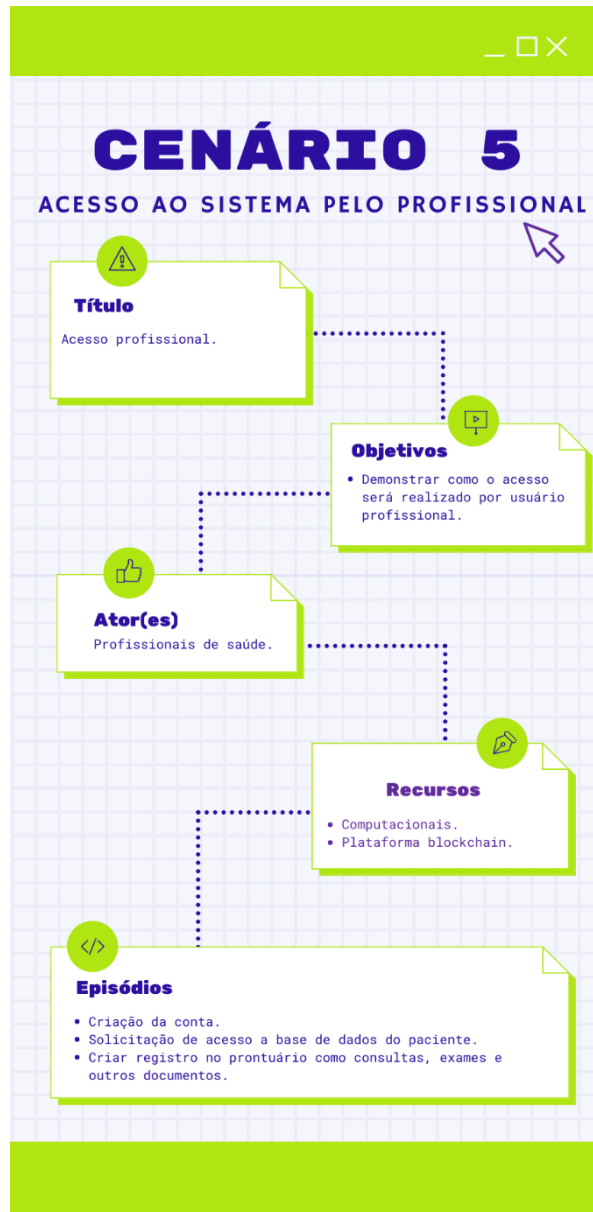 CENÁRIO 5
ACESSO AO SISTEMA PELO PROFISSIONAL
Título
Acesso profissional.
Objetivos
• Demonstrar como o acesso
será realizado por usuário
profissional.
Ator(es)
Profissionais de saúde.
Recursos
• Computacionais.
• Plataforma blockchain.
</>
Episódios
• Criação da conta.
• Solicitação de acesso a base de dados do paciente.
• Criar registro no prontuário como consultas, exames e
outros documentos.